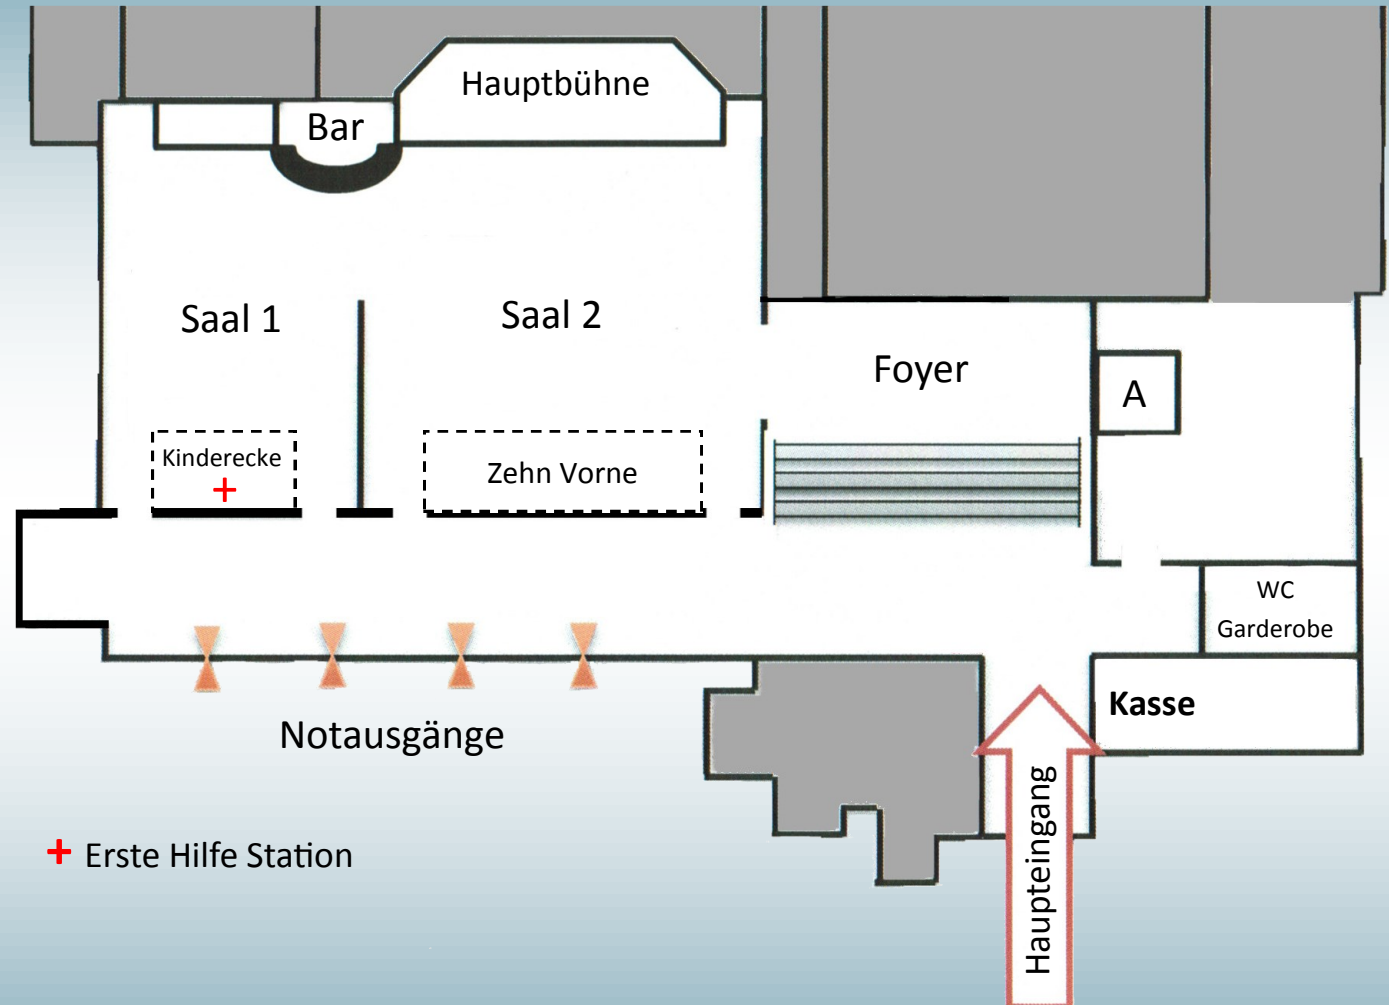 Hauptbühne
Bar
Saal 1
Saal 2
Foyer
A
Kinderecke
Zehn Vorne
WC
Garderobe
Kasse
Notausgänge
Haupteingang
Erste Hilfe Station